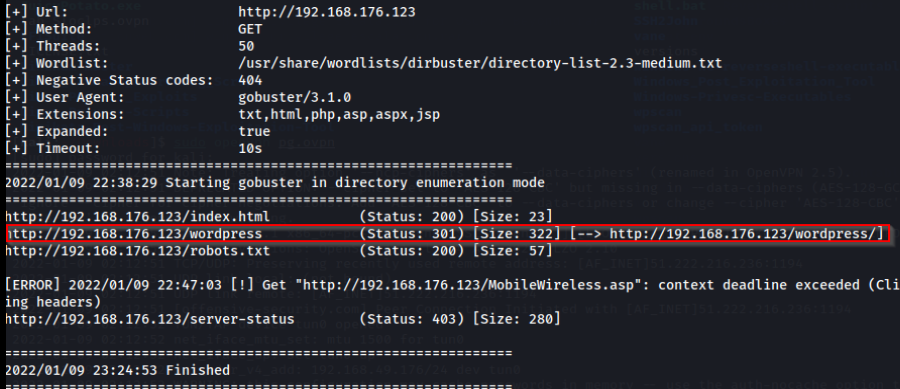 [+] Url:                     http://192.168.176.123
[+] Method:                  GET
[+] Threads:                 50
[+] Wordlist:                /usr/share/wordlists/dirbuster/directory-list-2.3-medium.txt
[+] Negative Status codes:   404
[+] User Agent:              gobuster/3.1.0
[+] Extensions:              txt,html,php,asp,aspx,jsp
[+] Expanded:                true
[+] Timeout:                 10s
===============================================================
2022/01/09 22:38:29 Starting gobuster in directory enumeration mode
===============================================================
http://192.168.176.123/index.html           (Status: 200) [Size: 23]
http://192.168.176.123/wordpress            (Status: 301) [Size: 322] [--> http://192.168.176.123/wordpress/]
http://192.168.176.123/robots.txt           (Status: 200) [Size: 57]
[ERROR] 2022/01/09 22:47:03 [!] Get "http://192.168.176.123/MobileWireless.asp": context deadline exceeded (Cli
ing headers)
http://192.168.176.123/server-status        (Status: 403) [Size: 280]
===============================================================
2022/01/09 23:24:53 Finished
===============================================================